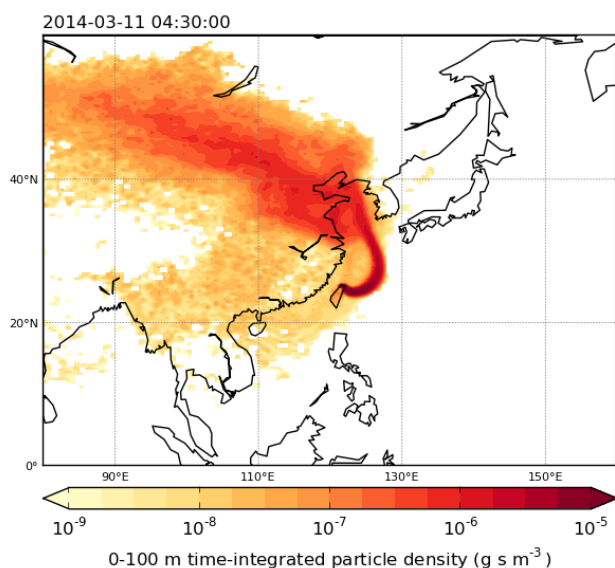 2014-03-11 04:30:00
40°N
20°N
0°
90°E 110°E 130°E 150°E
10⁻⁹ 10⁻⁸ 10⁻⁷ 10⁻⁶ 10⁻⁵
0-100 m time-integrated particle density (g s m⁻³)